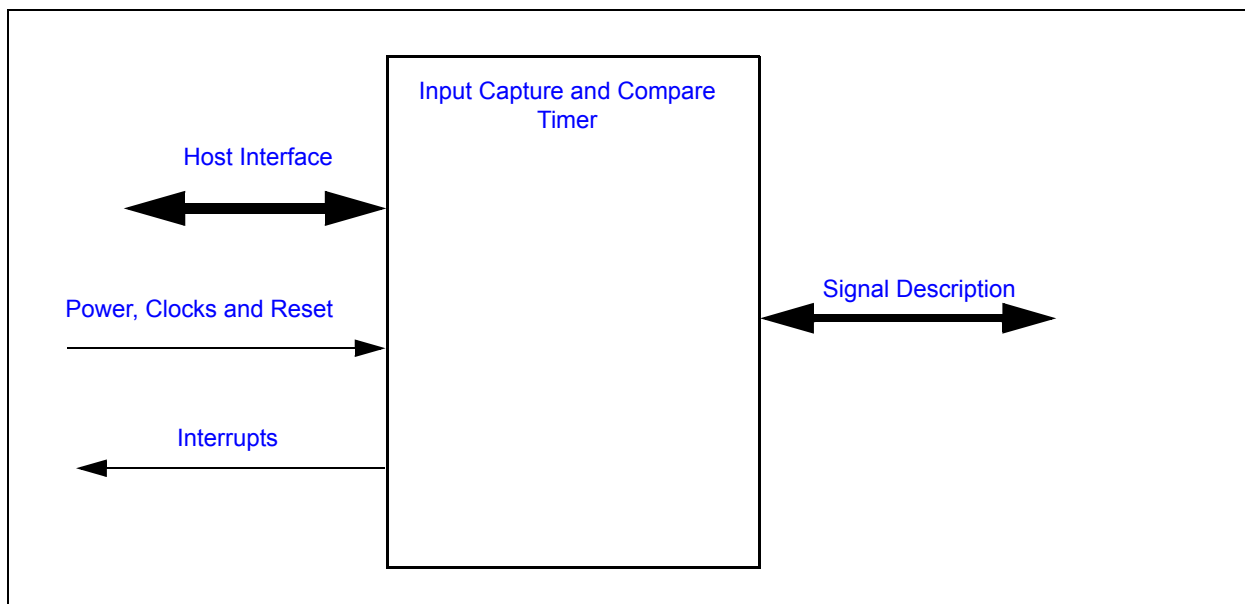 Input Capture and Compare
Timer
Host Interface
Power, Clocks and Reset
Signal Description
Interrupts